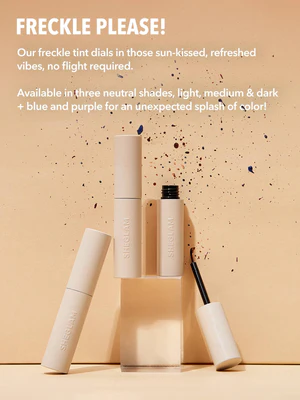 FRECKLE PLEASE!
Our freckle tint dials in those sun-kissed, refreshed
vibes, no flight required.
Available in three neutral shades, light, medium & dark
+ blue and purple for an unexpected splash of color!